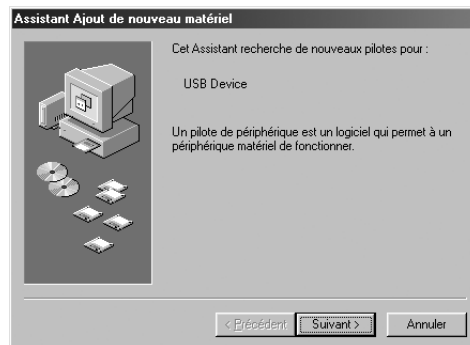 Assistant Ajout de nouveau matériel
Cet Assistant recherche de nouveaux pilotes pour :
USB Device
Un pilote de périphérique est un logiciel qui permet à un
périphérique matériel de fonctionner.
< Précédent
Suivant >
Annuler